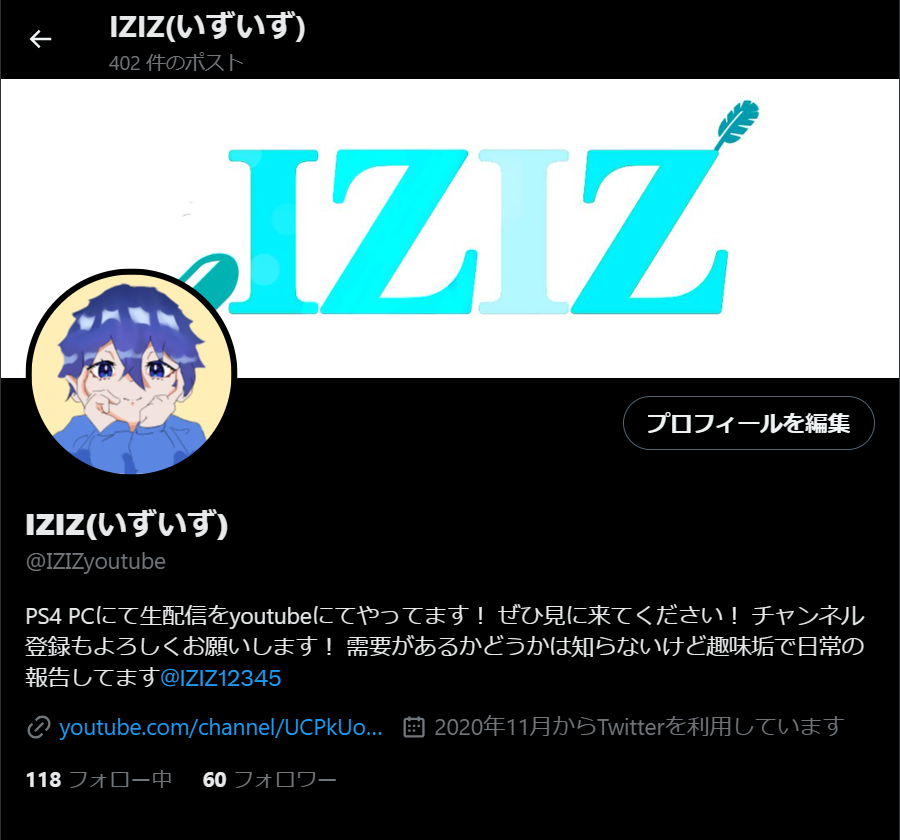 IZIZ(いずいず)
402 件のポスト
IZIZ
プロフィールを編集
IZIZ(いずいず)
@IZIZyoutube
PS4 PCにて生配信をyoutubeにてやってます！ ぜひ見に来てください！ チャンネル
登録もよろしくお願いします！ 需要があるかどうかは知らないけど趣味垢で日常の
報告してます@IZIZ12345
youtube.com/channel/UCPkUo... 2020年11月からTwitterを利用しています
118 フォロー中 60 フォロワー